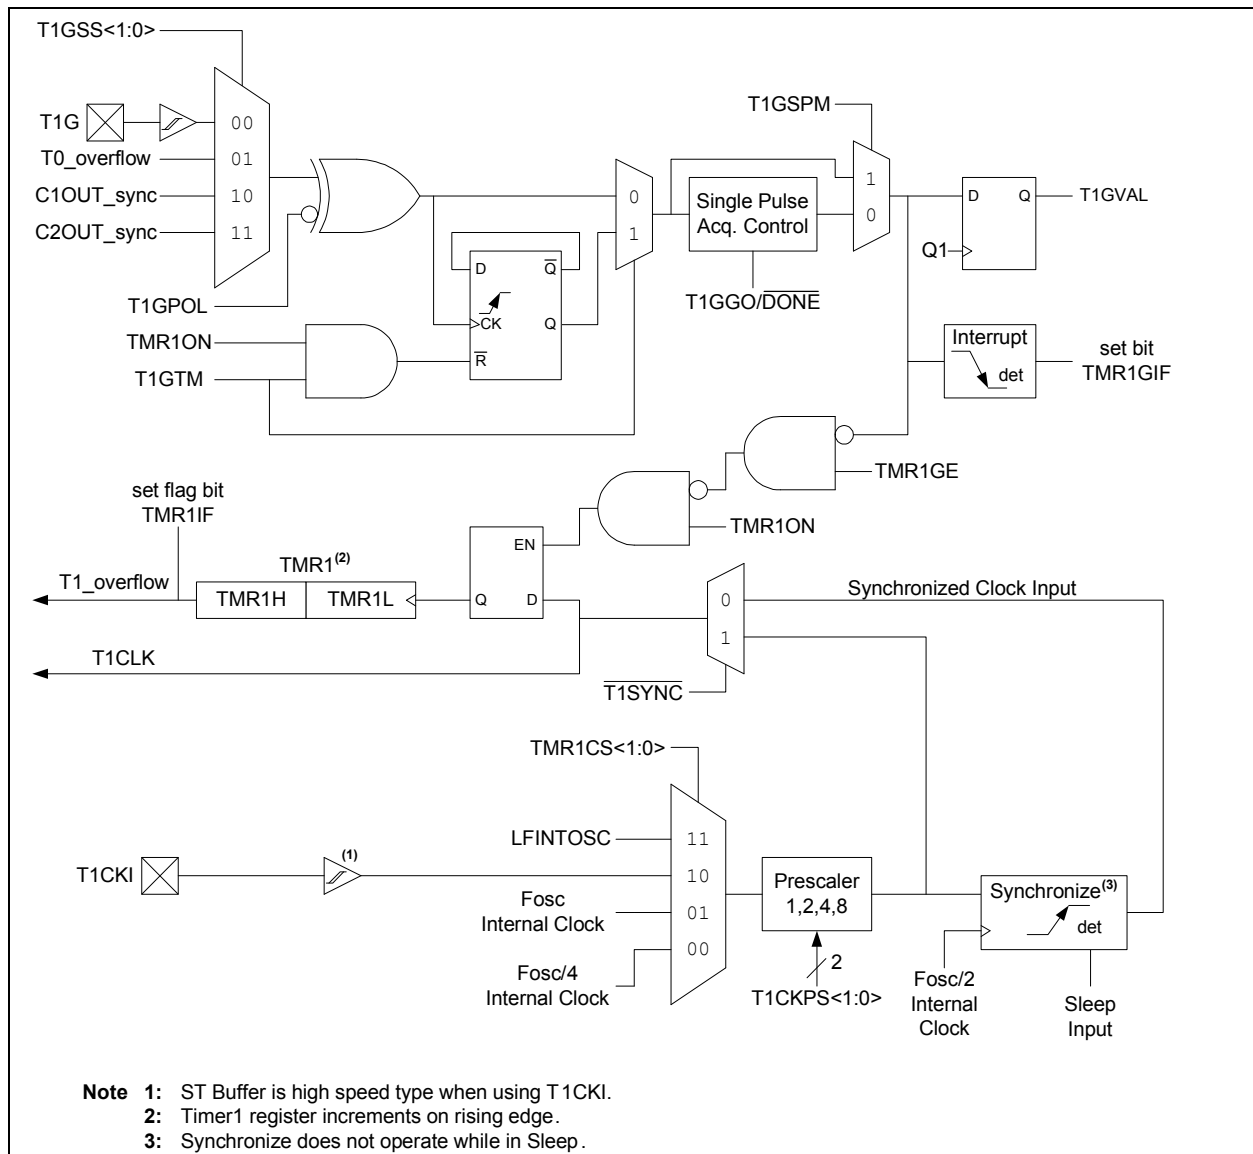 T1GSS<1:0>
T1G
00
T0_overflow
01
C1OUT_sync
10
C2OUT_sync
11
T1GPOL
TMR1ON
T1GTM
D
Q
CK
Q
R
0
1
T1GSPM
Single Pulse
Acq. Control
1
0
T1GGO/DONE
D
Q
Q1
T1GVAL
Interrupt
det
set bit
TMR1GIF
TMR1GE
TMR1ON
set flag bit
TMR1IF
TMR1(2)
T1_overflow
TMR1H
TMR1L
EN
Q
D
T1CLK
0
1
Synchronized Clock Input
T1SYNC
TMR1CS<1:0>
LFINTOSC
11
T1CKI
(1)
10
Fosc
Internal Clock
01
Fosc/4
Internal Clock
00
Prescaler
1,2,4,8
2
T1CKPS<1:0>
Synchronize(3)
det
Fosc/2
Internal
Clock
Sleep
Input
Note 1: ST Buffer is high speed type when using T1CKI.
2: Timer1 register increments on rising edge.
3: Synchronize does not operate while in Sleep.